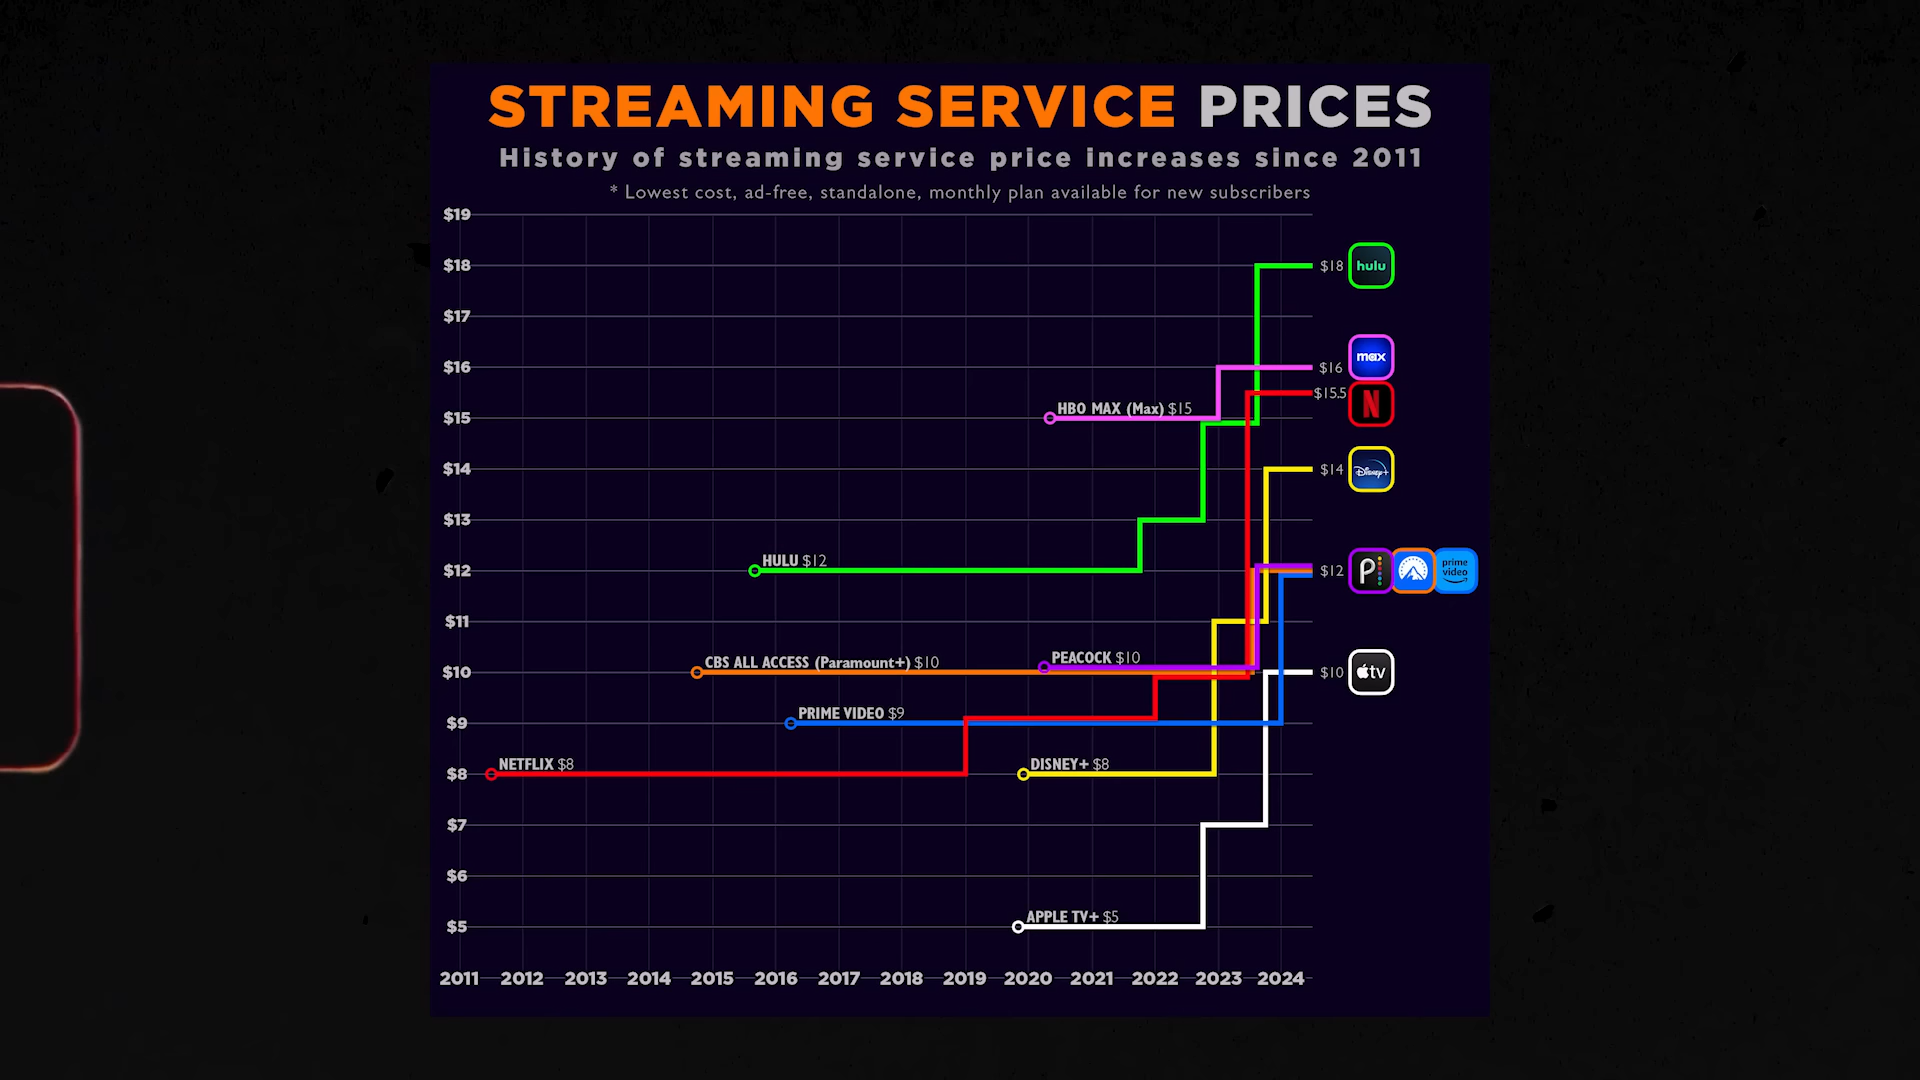 STREAMING SERVICE PRICES
History of streaming service price increases since 2011
* Lowest cost, ad-free, standalone, monthly plan available for new subscribers
$19
$18
$18 hulu
$17
$16
$16 max
$15.5 N
HBO MAX (Max) $15
$15
$14
$14 Disney+
$13
HULU $12
$12
$12 P prime video
$11
CBS ALL ACCESS (Paramount+) $10
PEACOCK $10
$10
$10 tv
PRIME VIDEO $9
$9
NETFLIX $8
DISNEY+ $8
$8
$7
$6
APPLE TV+ $5
$5
2011 2012 2013 2014 2015 2016 2017 2018 2019 2020 2021 2022 2023 2024